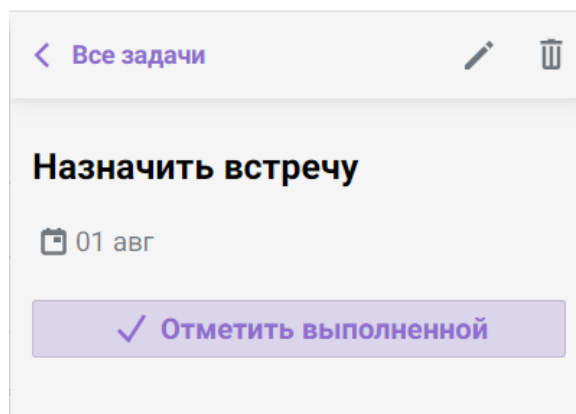 Все задачи
Назначить встречу
01 авг
Отметить выполненной